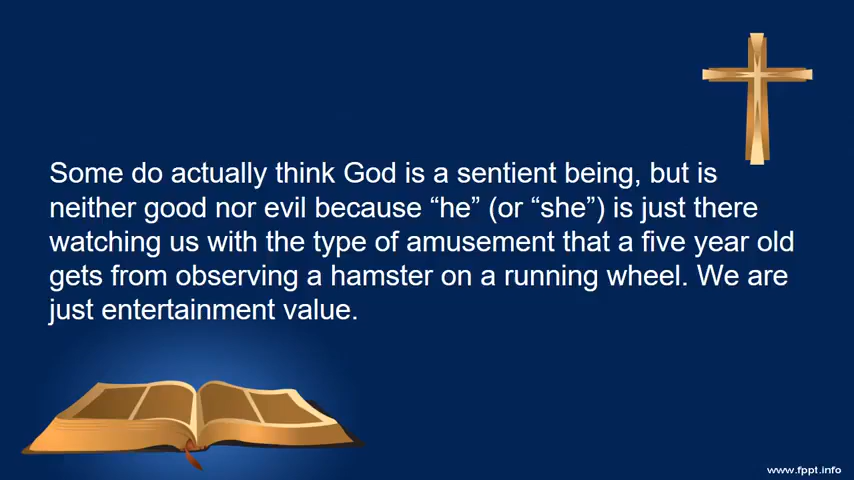 Some do actually think God is a sentient being, but is
neither good nor evil because “he” (or “she”) is just there
watching us with the type of amusement that a five year old
gets from observing a hamster on a running wheel. We are
just entertainment value.
www.fppt.info